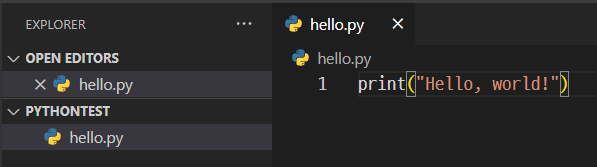 EXPLORER
OPEN EDITORS
hello.py
PYTHONTEST
hello.py
hello.py
hello.py
1 print("Hello, world!")